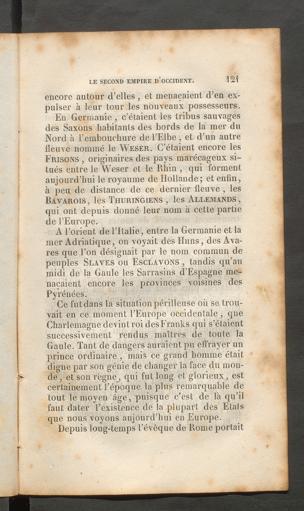 LE SECOND EMPIRE D'OCCIDENT. 121
encore autour d'elles, et menaçaient d'en ex-
pulser à leur tour les nouveaux possesseurs.
En Germanie, c'étaient les tribus sauvages
des Saxons habitants des bords de la mer du
Nord à l'embouchure de l'Elbe, et d'un autre
fleuve nommé le WESER. C'étaient encore les
FRISONS, originaires des pays marécageux si-
tués entre le Weser et le Rhin, qui forment
aujourd'hui le royaume de Hollande; et enfin,
à peu de distance de ce dernier fleuve, les
BAVAROIS, les THURINGIENS, les ALLEMANDS,
qui ont depuis donné leur nom à cette partie
de l'Europe.
A l'orient de l'Italie, entre la Germanie et la
mer Adriatique, on voyait des Huns, des Ava-
res que l'on désignait par le nom commun de
peuples SLAVES ou ESCLAVONS, tandis qu'au
midi de la Gaule les Sarrasins d'Espagne me-
naçaient encore les provinces voisines des
Pyrénées.
Ce fut dans la situation périlleuse où se trou-
vait en ce moment l'Europe occidentale, que
Charlemagne devint roi des Franks qui s'étaient
successivement rendus maîtres de toute la
Gaule. Tant de dangers auraient pu effrayer un
prince ordinaire, mais ce grand homme était
digne par son génie de changer la face du mon-
de, et son règne, qui fut long et glorieux, est
certainement l'époque la plus remarquable de
tout le moyen âge, puisque c'est de là qu'il
faut dater l'existence de la plupart des États
que nous voyons aujourd'hui en Europe.
Depuis long-temps l'évêque de Rome portait